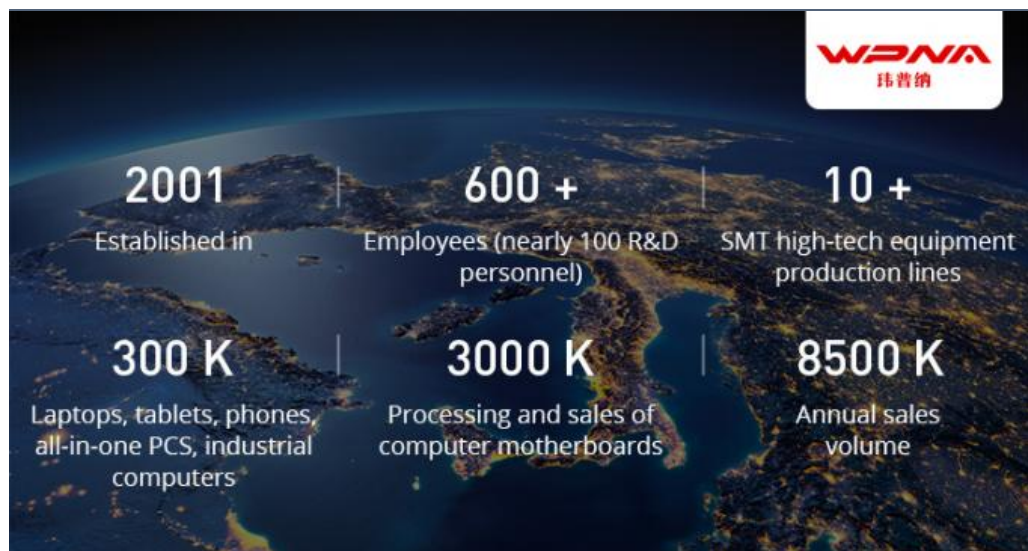 WPNA
玮普纳
2001
Established in
600 +
Employees (nearly 100 R&D
personnel)
10 +
SMT high-tech equipment
production lines
300 K
Laptops, tablets, phones,
all-in-one PCS, industrial
computers
3000 K
Processing and sales of
computer motherboards
8500 K
Annual sales
volume